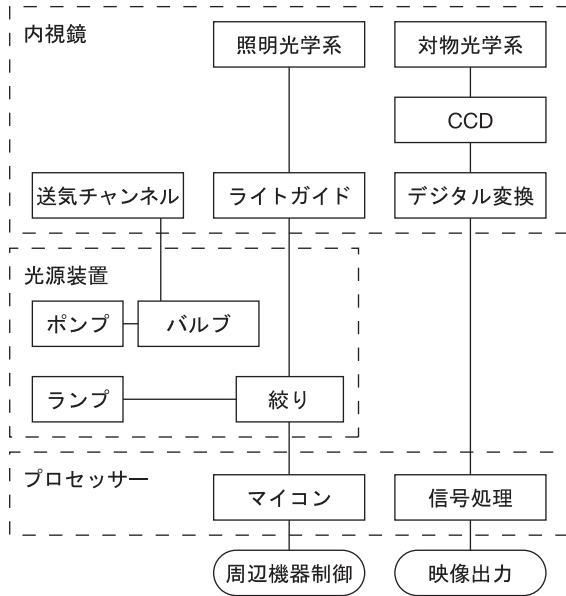 内視鏡
照明光学系
対物光学系
CCD
送気チャンネル
ライトガイド
デジタル変換
光源装置
ポンプ
バルブ
ランプ
絞り
プロセッサー
マイコン
信号処理
周辺機器制御
映像出力